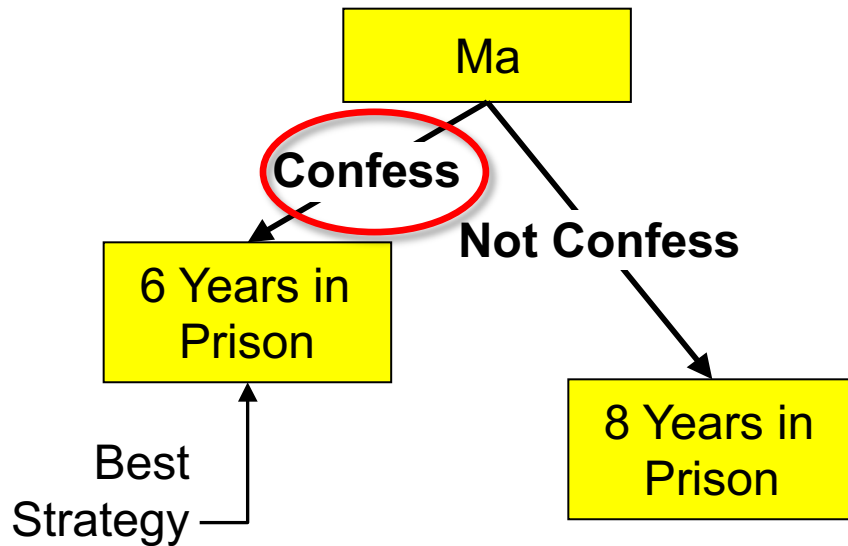 Ma
Confess
Not Confess
6 Years in
Prison
8 Years in
Prison
Best
Strategy